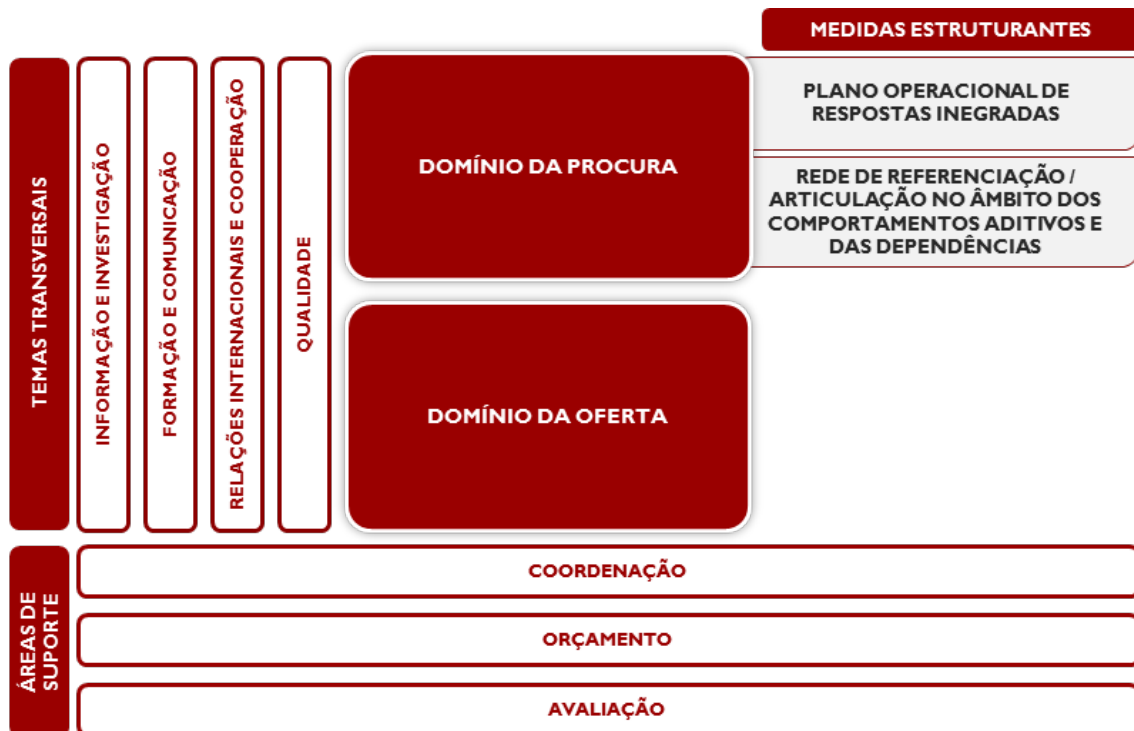 MEDIDAS ESTRUTURANTES
TEMAS TRANSVERSAIS
INFORMAÇÃO E INVESTIGAÇÃO
FORMAÇÃO E COMUNICAÇÃO
RELAÇÕES INTERNACIONAIS E COOPERAÇÃO
QUALIDADE
DOMÍNIO DA PROCURA
PLANO OPERACIONAL DE
RESPOSTAS INEGRADAS
REDE DE REFERENCIAÇÃO /
ARTICULAÇÃO NO ÂMBITO DOS
COMPORTAMENTOS ADITIVOS E
DAS DEPENDÊNCIAS
DOMÍNIO DA OFERTA
ÁREAS DE
SUPORTE
COORDENAÇÃO
ORÇAMENTO
AVALIAÇÃO